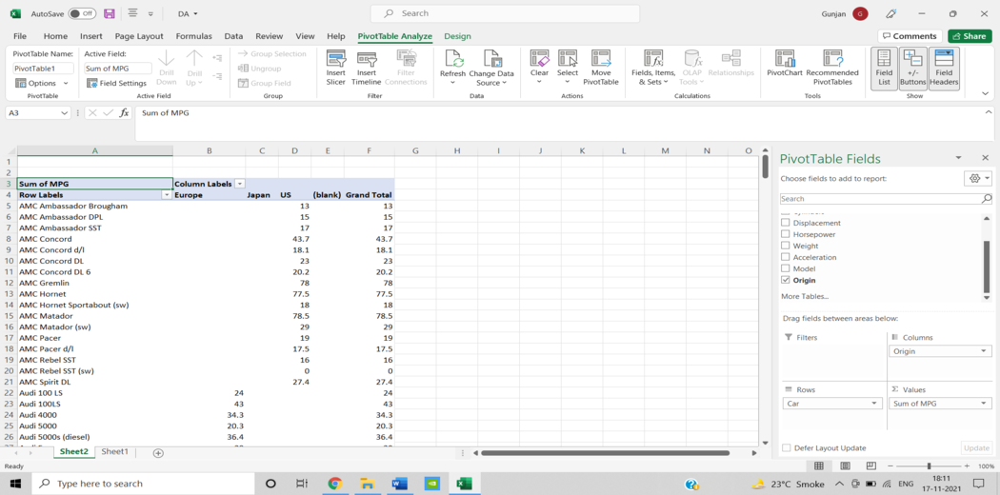 AutoSave Off DA Search Gunjan G
File Home Insert Page Layout Formulas Data Review View Help PivotTable Analyze Design Comments Share
PivotTable Name:
PivotTable1
Options
PivotTable
Active Field:
Sum of MPG
Field Settings
Drill Down
Drill Up
Active Field
Group Selection
Ungroup
Group Field
Group
Insert Slicer
Insert Timeline
Filter Connections
Filter
Refresh
Change Data Source
Data
Clear
Select
Move PivotTable
Actions
Fields, Items, & Sets
OLAP Tools
Relationships
Calculations
PivotChart
Recommended PivotTables
Tools
Field List
+/- Buttons
Field Headers
Show
A3 fx Sum of MPG
A B C D E F G H I J K L M N O
1
2
3 Sum of MPG Column Labels
4 Row Labels Europe Japan US (blank) Grand Total
5 AMC Ambassador Brougham 13 13
6 AMC Ambassador DPL 15 15
7 AMC Ambassador SST 17 17
8 AMC Concord 43.7 43.7
9 AMC Concord d/l 18.1 18.1
10 AMC Concord DL 23 23
11 AMC Concord DL 6 20.2 20.2
12 AMC Gremlin 78 78
13 AMC Hornet 77.5 77.5
14 AMC Hornet Sportabout (sw) 18 18
15 AMC Matador 78.5 78.5
16 AMC Matador (sw) 29 29
17 AMC Pacer 19 19
18 AMC Pacer d/l 17.5 17.5
19 AMC Rebel SST 16 16
20 AMC Rebel SST (sw) 0 0
21 AMC Spirit DL 27.4 27.4
22 Audi 100 LS 24 24
23 Audi 100LS 43 43
24 Audi 4000 34.3 34.3
25 Audi 5000 20.3 20.3
26 Audi 5000s (diesel) 36.4 36.4
PivotTable Fields
Choose fields to add to report:
Search
Displacement
Horsepower
Weight
Acceleration
Model
Origin
More Tables...
Drag fields between areas below:
Filters
Columns
Origin
Rows
Car
Values
Sum of MPG
Defer Layout Update Update
Sheet2 Sheet1
Ready 100%
Type here to search
23°C Smoke ENG
18:11
17-11-2021